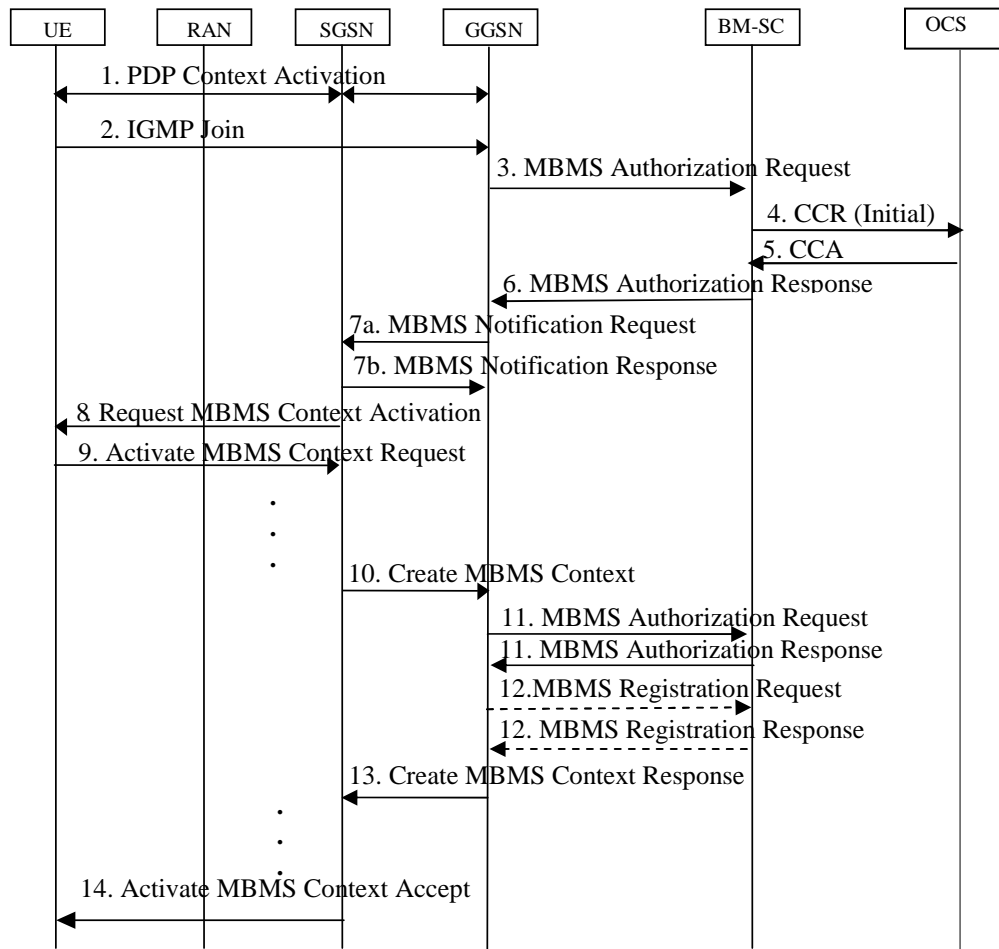 UE RAN SGSN GGSN BM-SC OCS
1. PDP Context Activation
2. IGMP Join
3. MBMS Authorization Request
4. CCR (Initial)
5. CCA
6. MBMS Authorization Response
7a. MBMS Notification Request
7b. MBMS Notification Response
8. Request MBMS Context Activation
9. Activate MBMS Context Request
10. Create MBMS Context
11. MBMS Authorization Request
11. MBMS Authorization Response
12.MBMS Registration Request
12. MBMS Registration Response
13. Create MBMS Context Response
14. Activate MBMS Context Accept